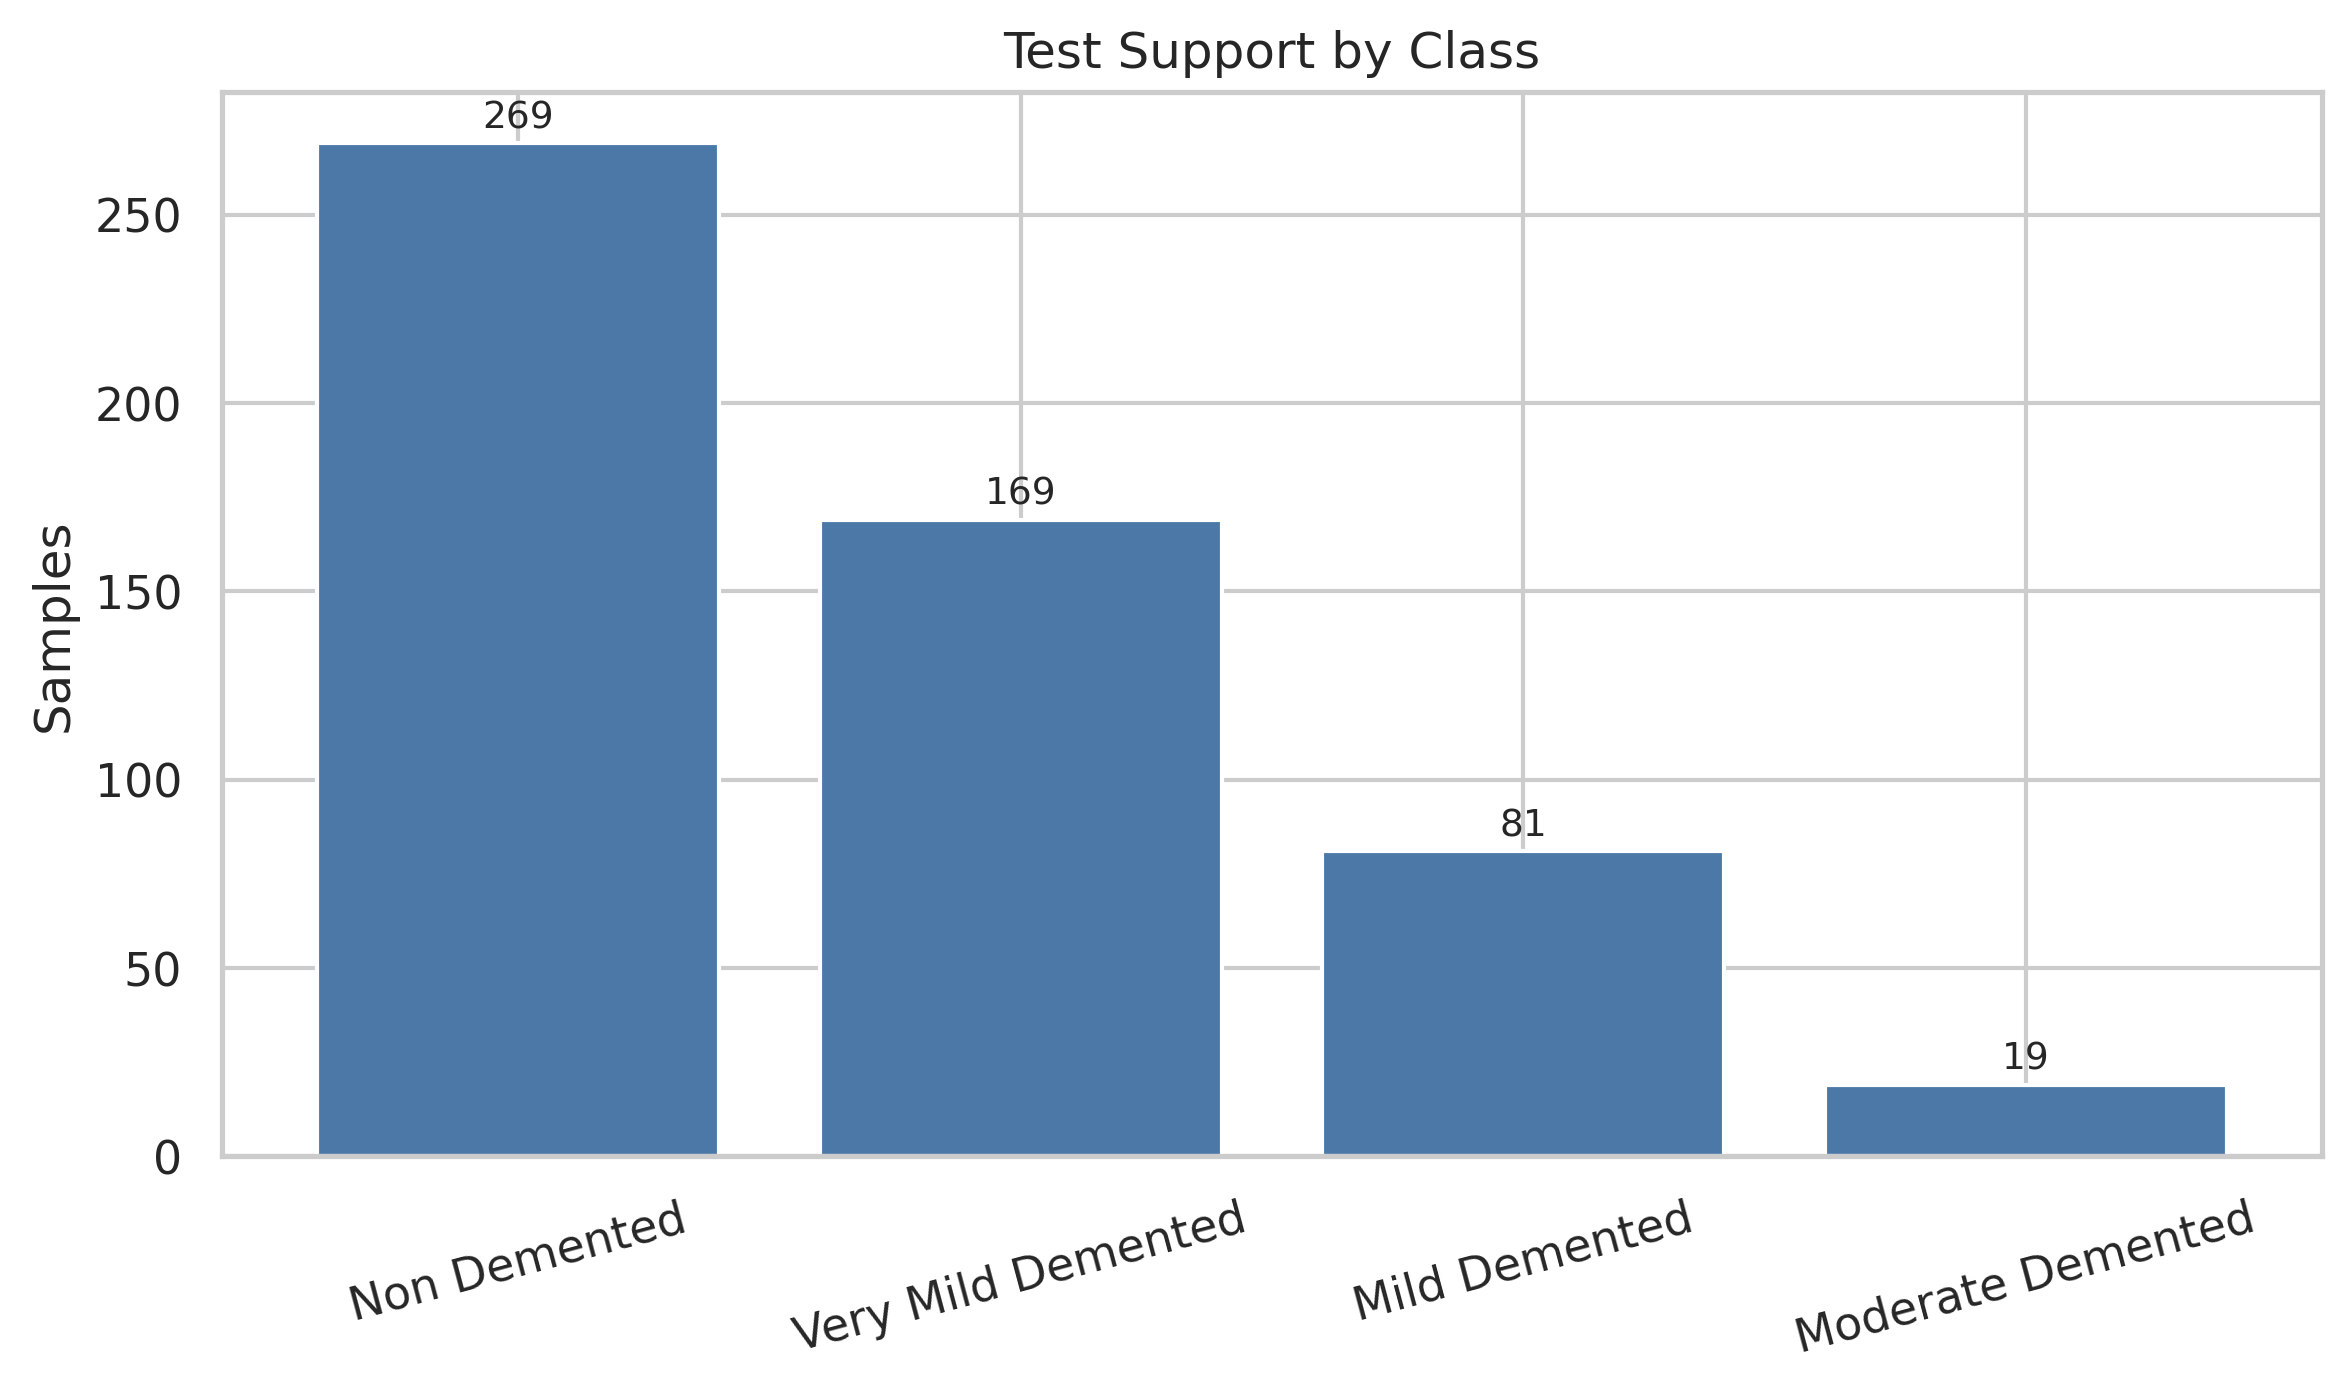 Test Support by Class
269
250
200
169
Samples
150
100
81
50
19
0
Non Demented
Very Mild Demented
Mild Demented
Moderate Demented